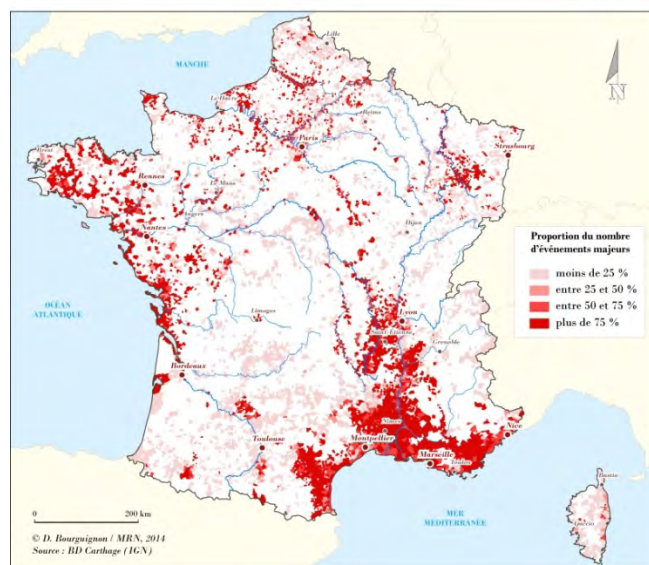 Lille
MANCHE
N
Le Havre
Reims
Paris
Strasbourg
Brest
Rennes
Le Mans
Angers
Nantes
Dijon
Proportion du nombre
d'événements majeurs
moins de 25 %
entre 25 et 50 %
entre 50 et 75 %
plus de 75 %
OCÉAN
ATLANTIQUE
Limoges
Lyon
Saint-Etienne
Grenoble
Bordeaux
Nîmes
Nice
Toulouse
Montpellier
Marseille
Toulon
Bastia
0
200 km
MER
MEDITERRANÉE
Ajaccio
© D. Bourguignon / MRN, 2014
Source : BD Carthage (IGN)